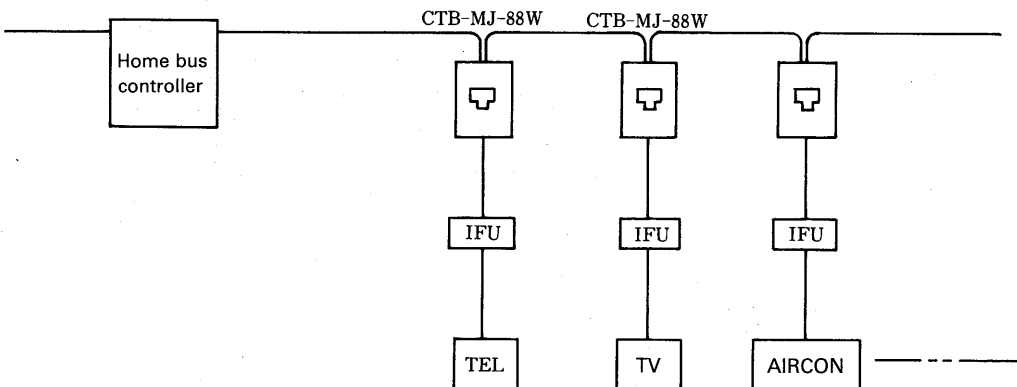 CTB-MJ-88W CTB-MJ-88W
Home bus
controller
IFU IFU IFU
TEL TV AIRCON